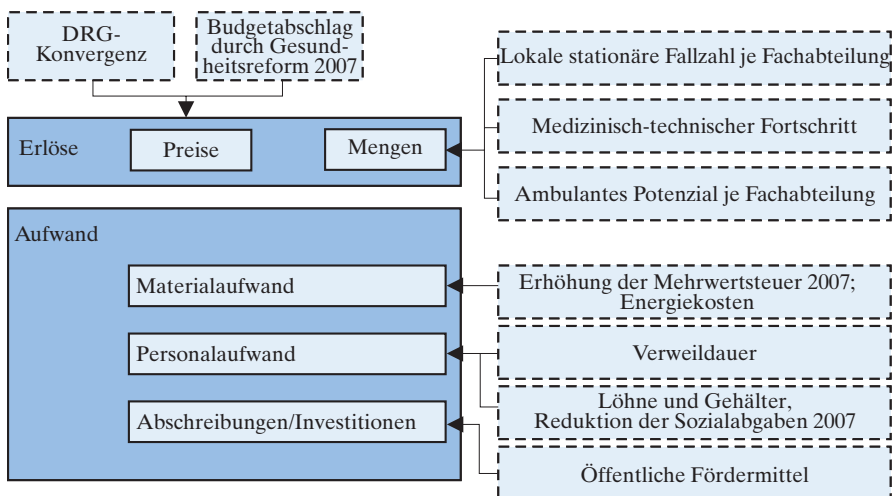 DRG-
Konvergenz
Budgetabschlag
durch Gesund-
heitsreform 2007
Lokale stationäre Fallzahl je Fachabteilung
Medizinisch-technischer Fortschritt
Ambulantes Potenzial je Fachabteilung
Erlöse
Preise
Mengen
Aufwand
Materialaufwand
Personalaufwand
Abschreibungen/Investitionen
Erhöhung der Mehrwertsteuer 2007;
Energiekosten
Verweildauer
Löhne und Gehälter,
Reduktion der Sozialabgaben 2007
Öffentliche Fördermittel